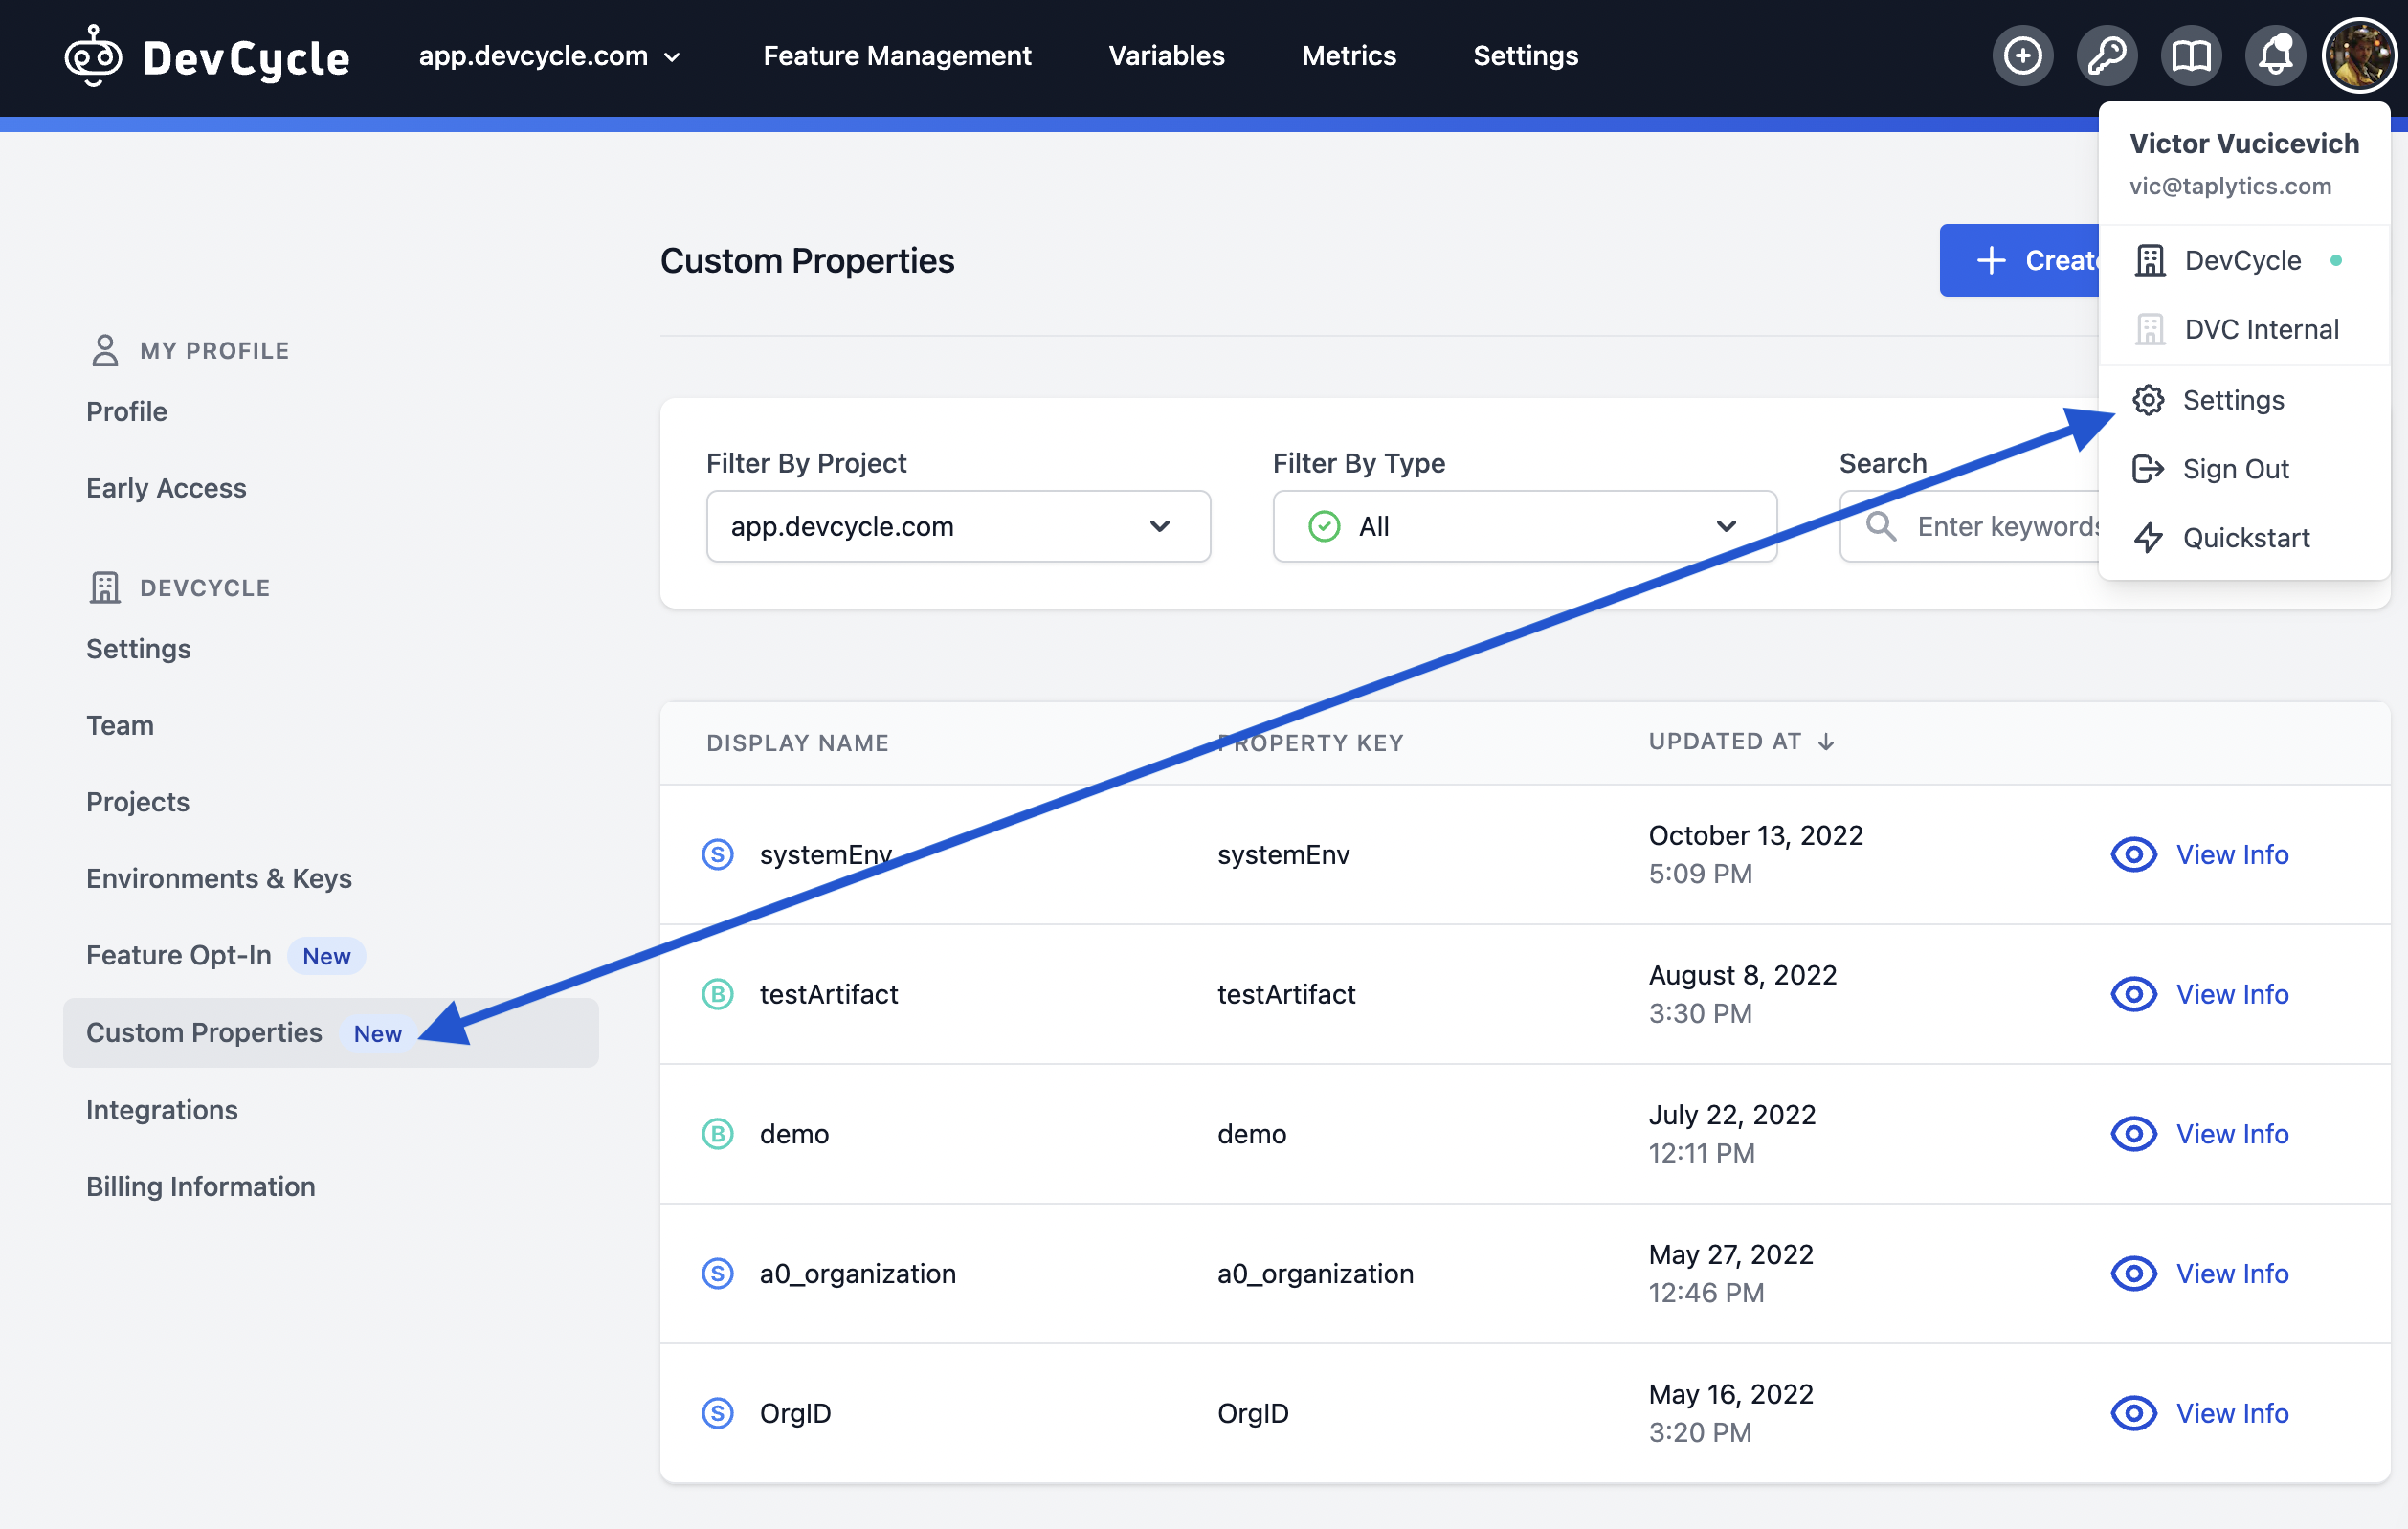 DevCycle
app.devcycle.com
Feature Management
Variables
Metrics
Settings
Victor Vucicevich
vic@taplytics.com
DevCycle
DVC Internal
Settings
Sign Out
Quickstart
MY PROFILE
Profile
Early Access
DEVCYCLE
Settings
Team
Projects
Environments & Keys
Feature Opt-In New
Custom Properties New
Integrations
Billing Information
Custom Properties
Create
Filter By Project
app.devcycle.com
Filter By Type
All
Search
Enter keywords
DISPLAY NAME PROPERTY KEY UPDATED AT
S systemEnv systemEnv October 13, 2022
5:09 PM
View Info
B testArtifact testArtifact August 8, 2022
3:30 PM
View Info
B demo demo July 22, 2022
12:11 PM
View Info
S a0_organization a0_organization May 27, 2022
12:46 PM
View Info
S OrgID OrgID May 16, 2022
3:20 PM
View Info